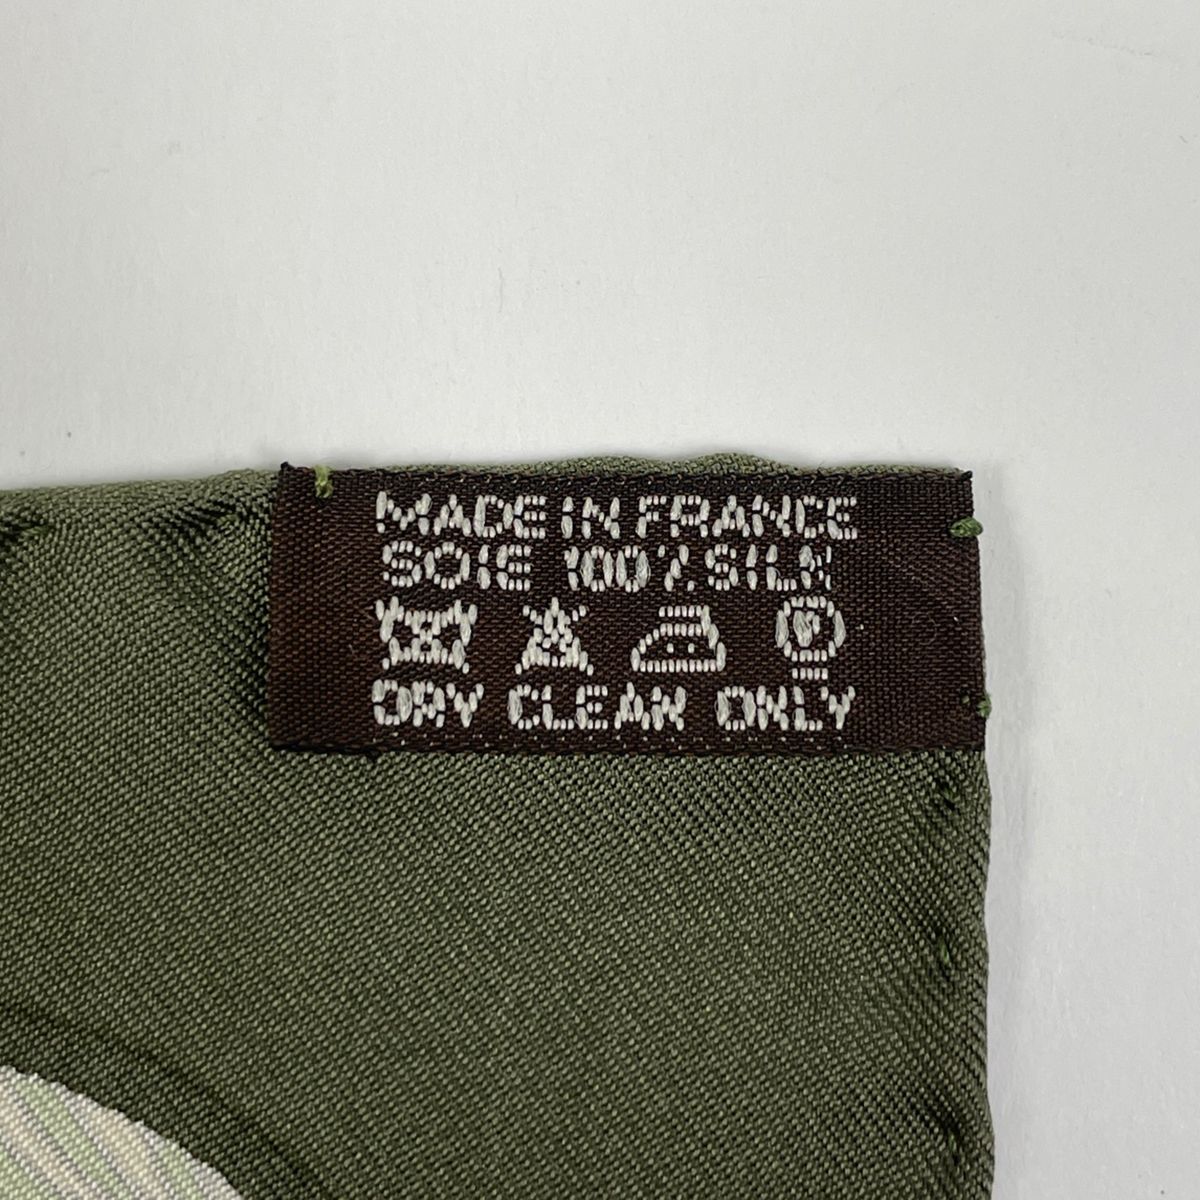 MADE IN FRANCE
SOIE 100% SILK
P
DRY CLEAN ONLY